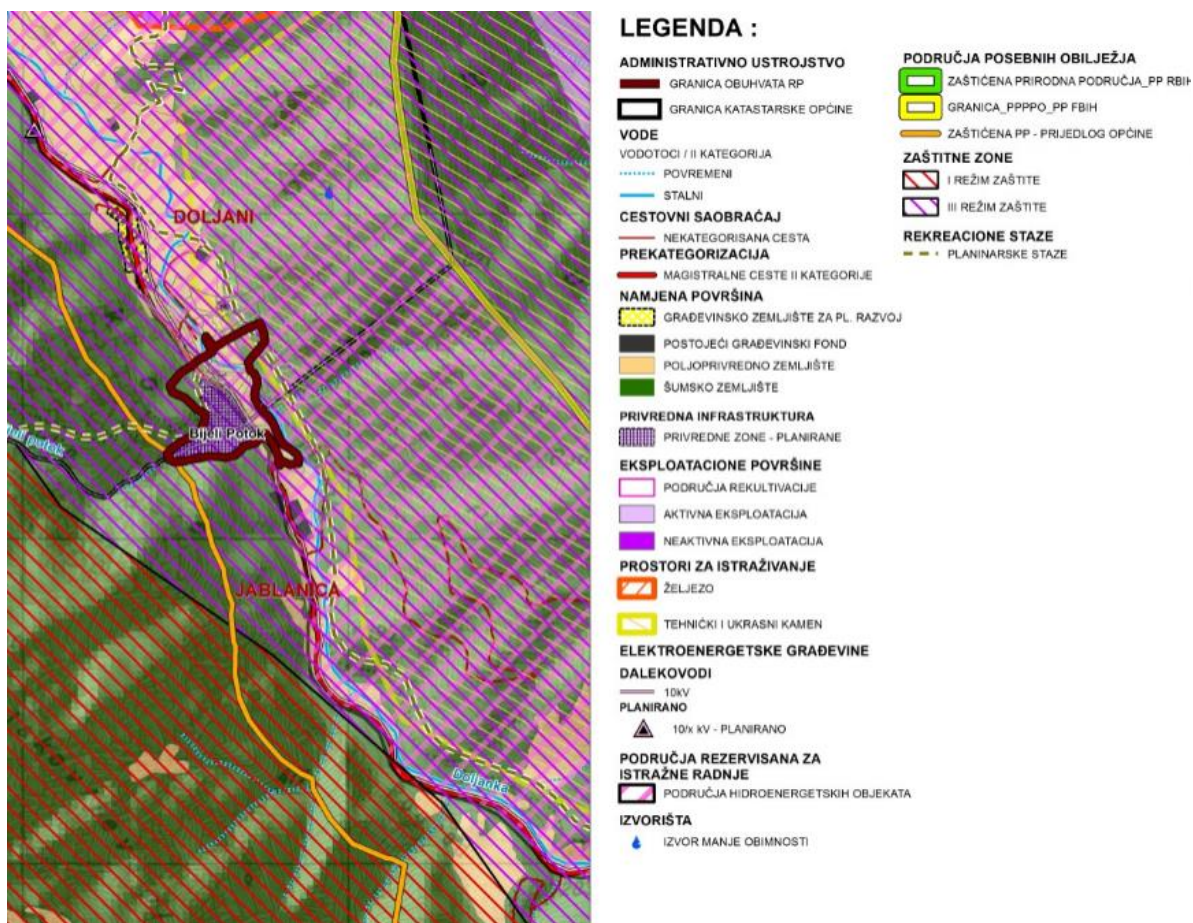 DOLJANI
Bijeli Potok
potok
JABLANICA
Doljanka
LEGENDA :
ADMINISTRATIVNO USTROJSTVO
GRANICA OBUHVATA RP
GRANICA KATASTARSKE OPĆINE
VODE
VODOTOCI / II KATEGORIJA
POVREMENI
STALNI
CESTOVNI SAOBRAĆAJ
NEKATEGORISANA CESTA
PREKATEGORIZACIJA
MAGISTRALNE CESTE II KATEGORIJE
NAMJENA POVRŠINA
GRAĐEVINSKO ZEMLJIŠTE ZA PL. RAZVOJ
POSTOJEĆI GRAĐEVINSKI FOND
POLJOPRIVREDNO ZEMLJIŠTE
ŠUMSKO ZEMLJIŠTE
PRIVREDNA INFRASTRUKTURA
PRIVREDNE ZONE - PLANIRANE
EKSPLOATACIONE POVRŠINE
PODRUČJA REKULTIVACIJE
AKTIVNA EKSPLOATACIJA
NEAKTIVNA EKSPLOATACIJA
PROSTORI ZA ISTRAŽIVANJE
ŽELJEZO
TEHNIČKI I UKRASNI KAMEN
ELEKTROENERGETSKE GRAĐEVINE
DALEKOVODI
10kV
PLANIRANO
10/x kV - PLANIRANO
PODRUČJA REZERVISANA ZA
ISTRAŽNE RADNJE
PODRUČJA HIDROENERGETSKIH OBJEKATA
IZVORIŠTA
IZVOR MANJE OBIMNOSTI
PODRUČJA POSEBNIH OBILJEŽJA
ZAŠTIĆENA PRIRODNA PODRUČJA_PP RBIH
GRANICA_PPPPO_PP FBIH
ZAŠTIĆENA PP - PRIJEDLOG OPĆINE
ZAŠTITNE ZONE
I REŽIM ZAŠTITE
III REŽIM ZAŠTITE
REKREACIONE STAZE
PLANINARSKE STAZE